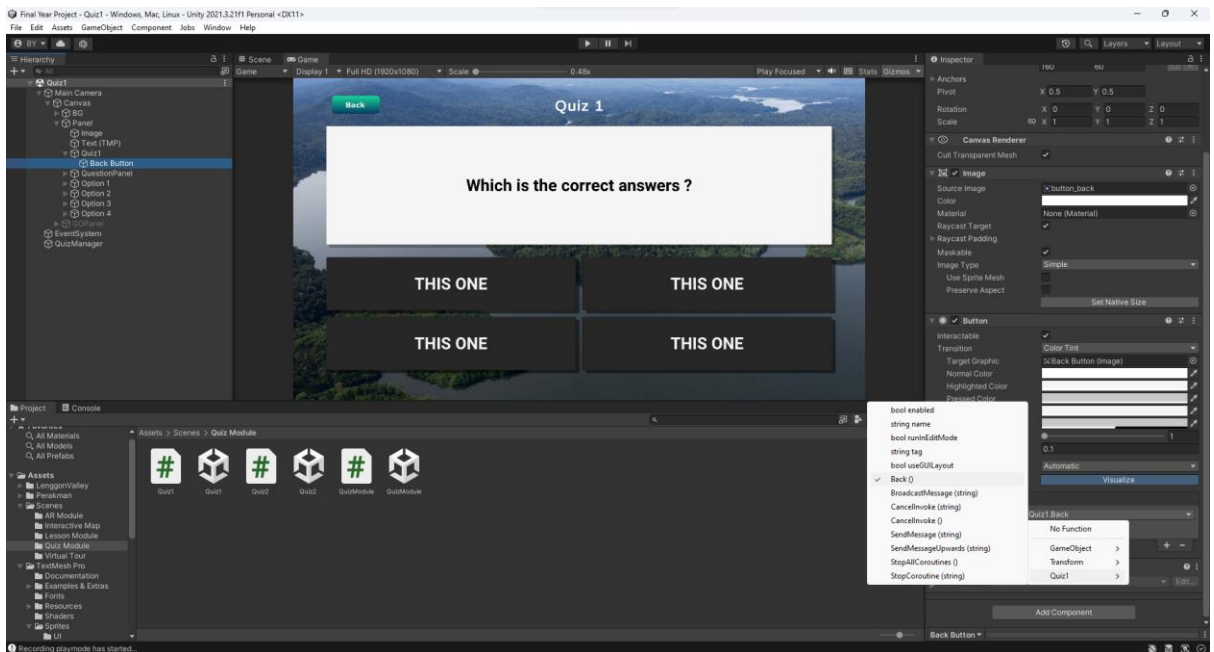 Final Year Project - Quiz1 - Windows, Mac, Linux - Unity 2021.3.21f1 Personal <DX11>
File Edit Assets GameObject Component Jobs Window Help
Layers Layout
Hierarchy
Quiz1
Main Camera
Canvas
BG
Panel
Image
Text (TMP)
Quiz1
Back Button
QuestionPanel
Option 1
Option 2
Option 3
Option 4
GOPanel
EventSystem
QuizManager
Scene Game
Game Display 1 Full HD (1920x1080) Scale 0.48x Play Focused Stats Gizmos
Back
Quiz 1
Which is the correct answers ?
THIS ONE THIS ONE
THIS ONE THIS ONE
Inspector
160 60
Anchors
Pivot X 0.5 Y 0.5
Rotation X 0 Y 0 Z 0
Scale X 1 Y 1 Z 1
Canvas Renderer
Cull Transparent Mesh
Image
Source Image button_back
Color
Material None (Material)
Raycast Target
Raycast Padding
Maskable
Image Type Simple
Use Sprite Mesh
Preserve Aspect
Set Native Size
Button
Interactable
Transition Color Tint
Target Graphic Back Button (Image)
Normal Color
Highlighted Color
Pressed Color
1
0.1
Automatic
Visualize
Quiz1.Back
Edit...
Add Component
Back Button
bool enabled
string name
bool runInEditMode
string tag
bool useGUILayout
Back ()
BroadcastMessage (string)
CancelInvoke (string)
CancelInvoke ()
SendMessage (string)
SendMessageUpwards (string)
StopAllCoroutines ()
StopCoroutine (string)
No Function
GameObject
Transform
Quiz1
Project Console
All Materials
All Models
All Prefabs
Assets
LenggonValley
Perakman
Scenes
AR Module
Interactive Map
Lesson Module
Quiz Module
Virtual Tour
TextMesh Pro
Documentation
Examples & Extras
Fonts
Resources
Shaders
Sprites
UI
Assets > Scenes > Quiz Module
Quiz1 Quiz1 Quiz2 Quiz2 QuizModule QuizModule
Recording playmode has started...